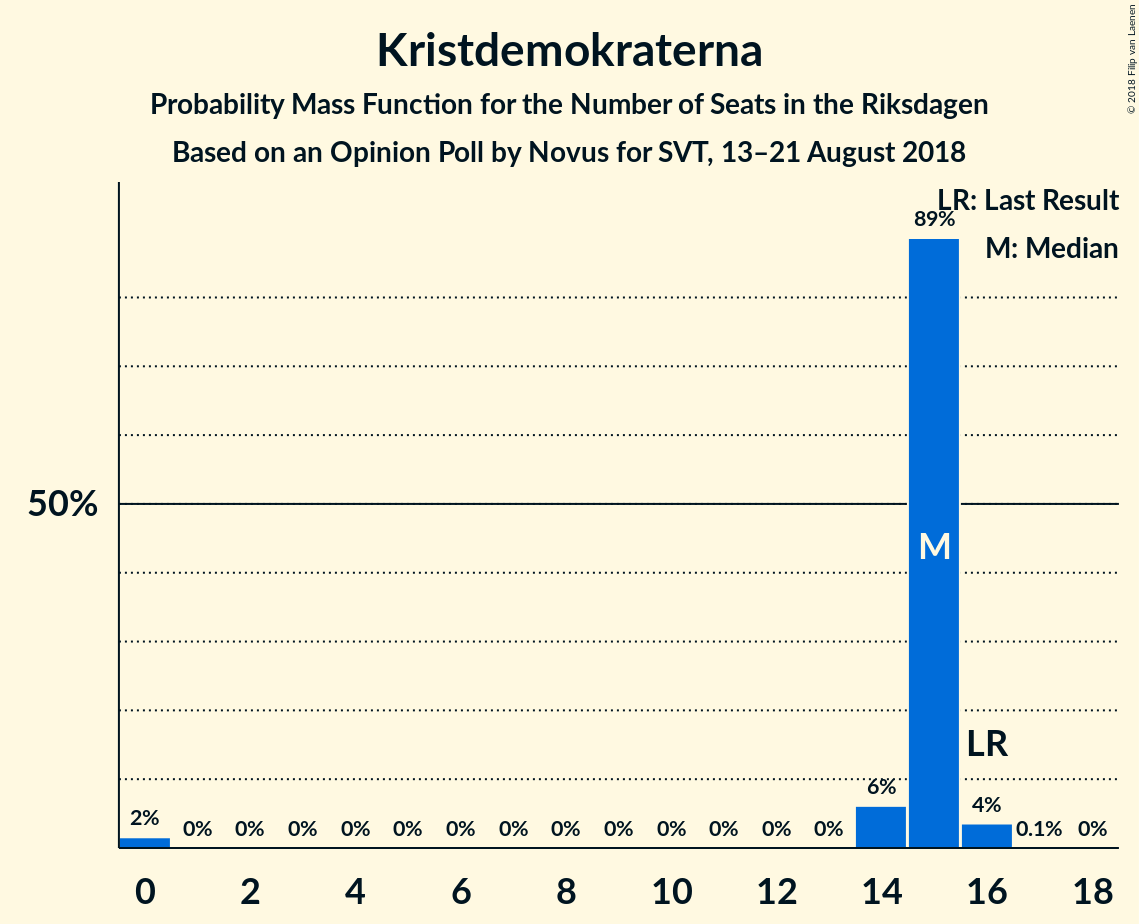 Kristdemokraterna
Probability Mass Function for the Number of Seats in the Riksdagen
Based on an Opinion Poll by Novus for SVT, 13–21 August 2018
© 2018 Filip van Laenen
LR: Last Result
M: Median
89%
50%
M
LR
2% 0% 0% 0% 0% 0% 0% 0% 0% 0% 0% 0% 0% 0% 6% 4% 0.1% 0%
0 2 4 6 8 10 12 14 16 18